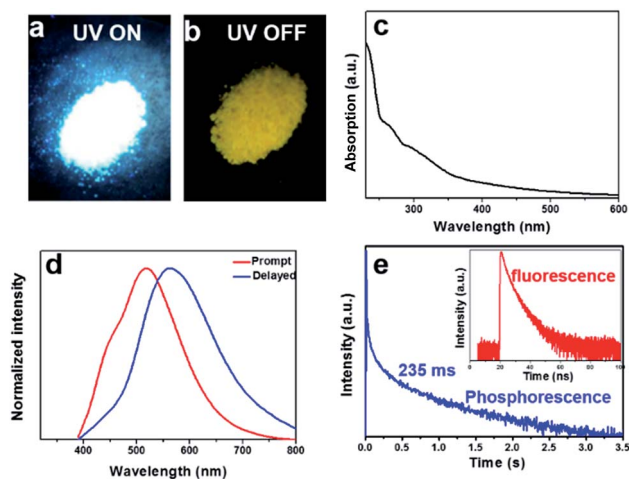 a UV ON
b UV OFF
c
Absorption (a.u.)
300 400 500 600
Wavelength (nm)
d
Prompt
Delayed
Normalized intensity
400 500 600 700 800
Wavelength (nm)
e
Intensity (a.u.)
235 ms
Phosphorescence
0.0 0.5 1.0 1.5 2.0 2.5 3.0 3.5
Time (s)
fluorescence
Intensity (a.u.)
0 20 40 60 80 100
Time (ns)